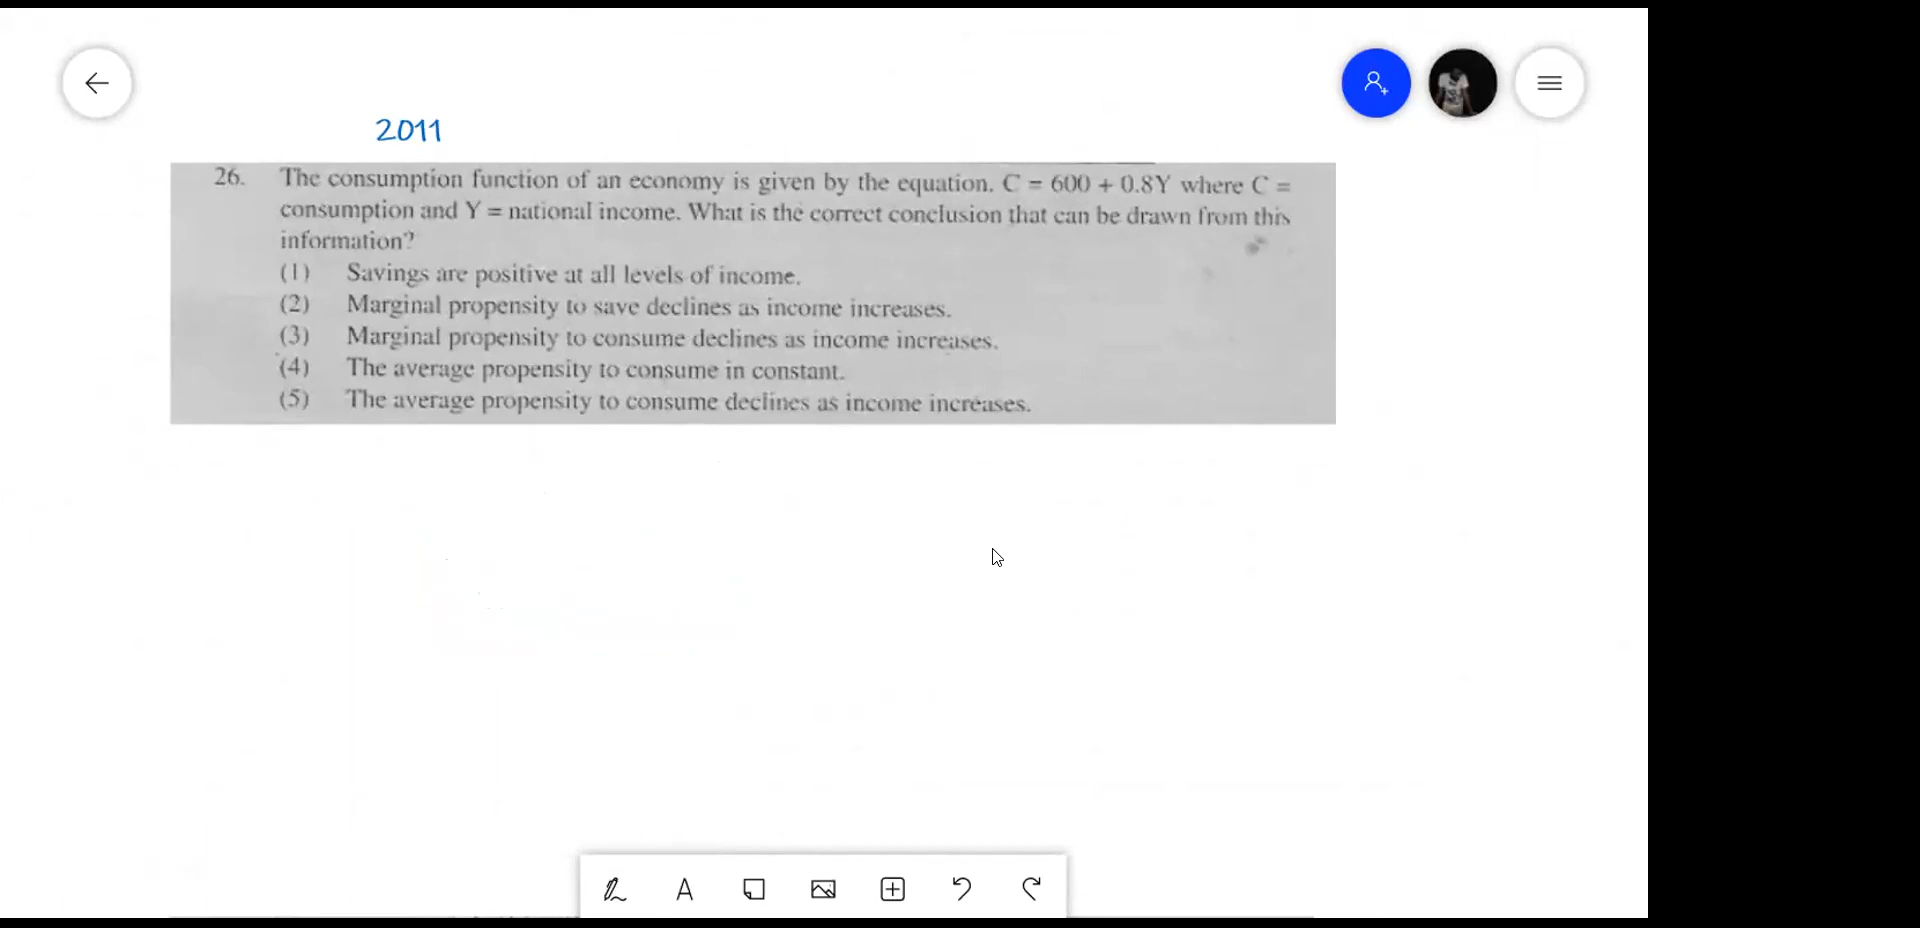 2011
26. The consumption function of an economy is given by the equation. C = 600 + 0.8Y where C =
consumption and Y = national income. What is the correct conclusion that can be drawn from this
information?
(1) Savings are positive at all levels of income.
(2) Marginal propensity to save declines as income increases.
(3) Marginal propensity to consume declines as income increases.
(4) The average propensity to consume in constant.
(5) The average propensity to consume declines as income increases.
A